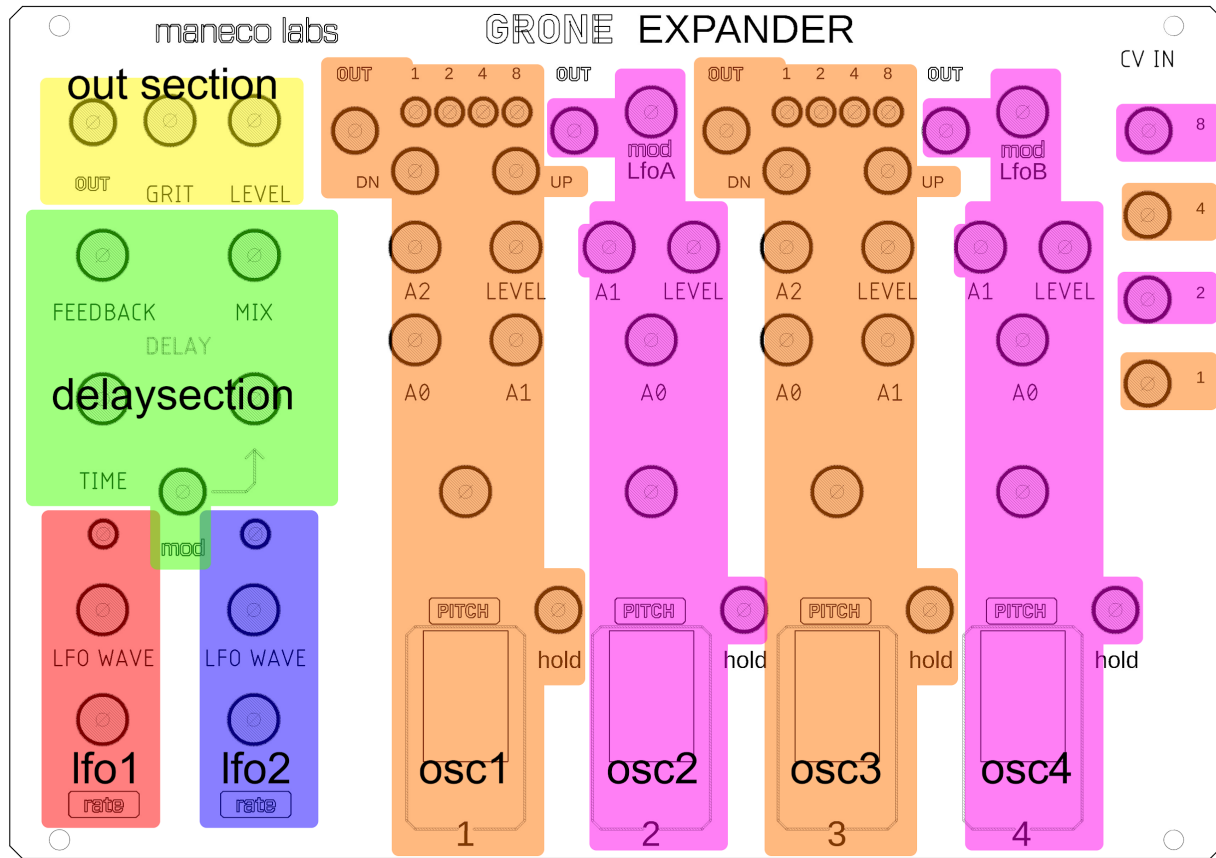 maneco labs
GRONE EXPANDER
CV IN
out section
OUT GRIT LEVEL
FEEDBACK MIX
DELAY
delaysection
TIME
mod
LFO WAVE
lfo1
rate
LFO WAVE
lfo2
rate
OUT 1 2 4 8
DN UP
A2 LEVEL
A0 A1
PITCH
hold
osc1
1
OUT
mod
LfoA
A1 LEVEL
A0
PITCH
hold
osc2
2
OUT 1 2 4 8
DN UP
A2 LEVEL
A0 A1
PITCH
hold
osc3
3
OUT
mod
LfoB
A1 LEVEL
A0
PITCH
hold
osc4
4
8
4
2
1